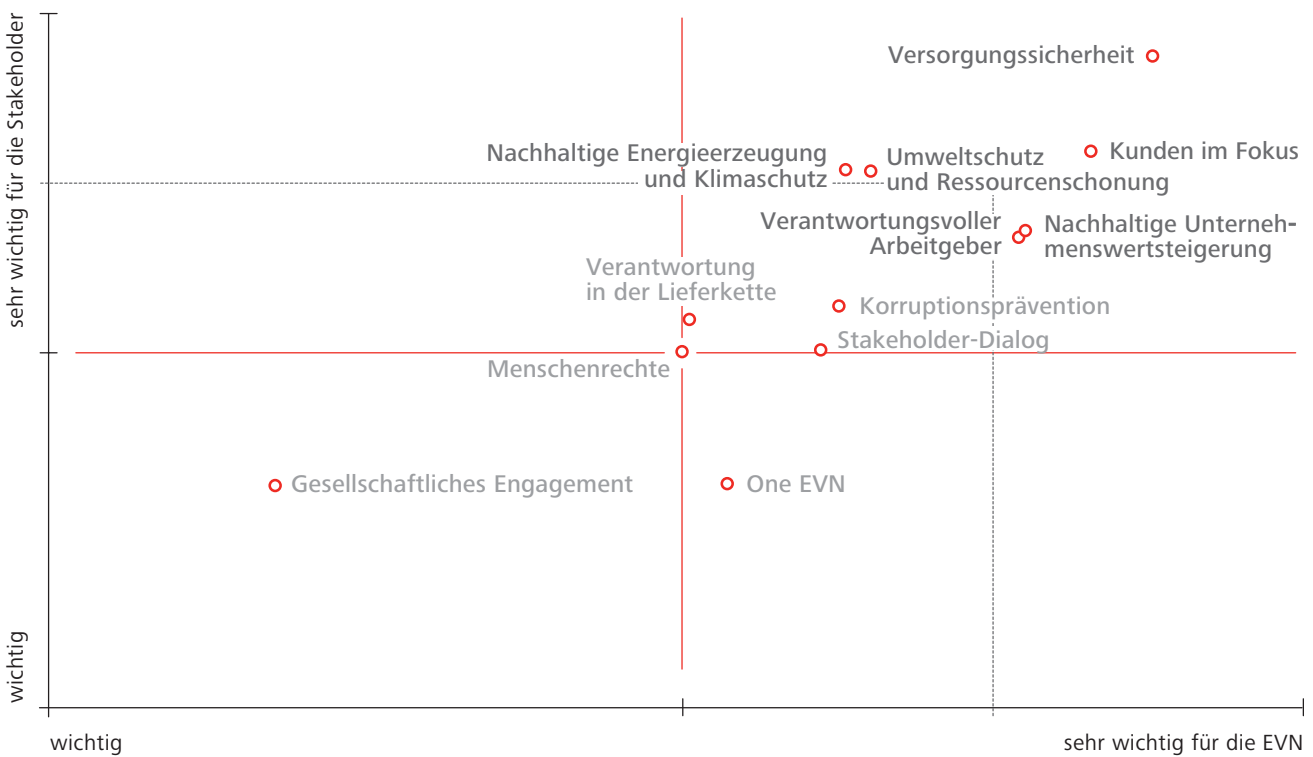 sehr wichtig für die Stakeholder
wichtig
Versorgungssicherheit
Kunden im Fokus
Nachhaltige Energieerzeugung
und Klimaschutz
Umweltschutz
und Ressourcenschonung
Verantwortungsvoller
Arbeitgeber
Nachhaltige Unterneh-
menswertsteigerung
Verantwortung
in der Lieferkette
Korruptionsprävention
Stakeholder-Dialog
Menschenrechte
Gesellschaftliches Engagement
One EVN
wichtig
sehr wichtig für die EVN